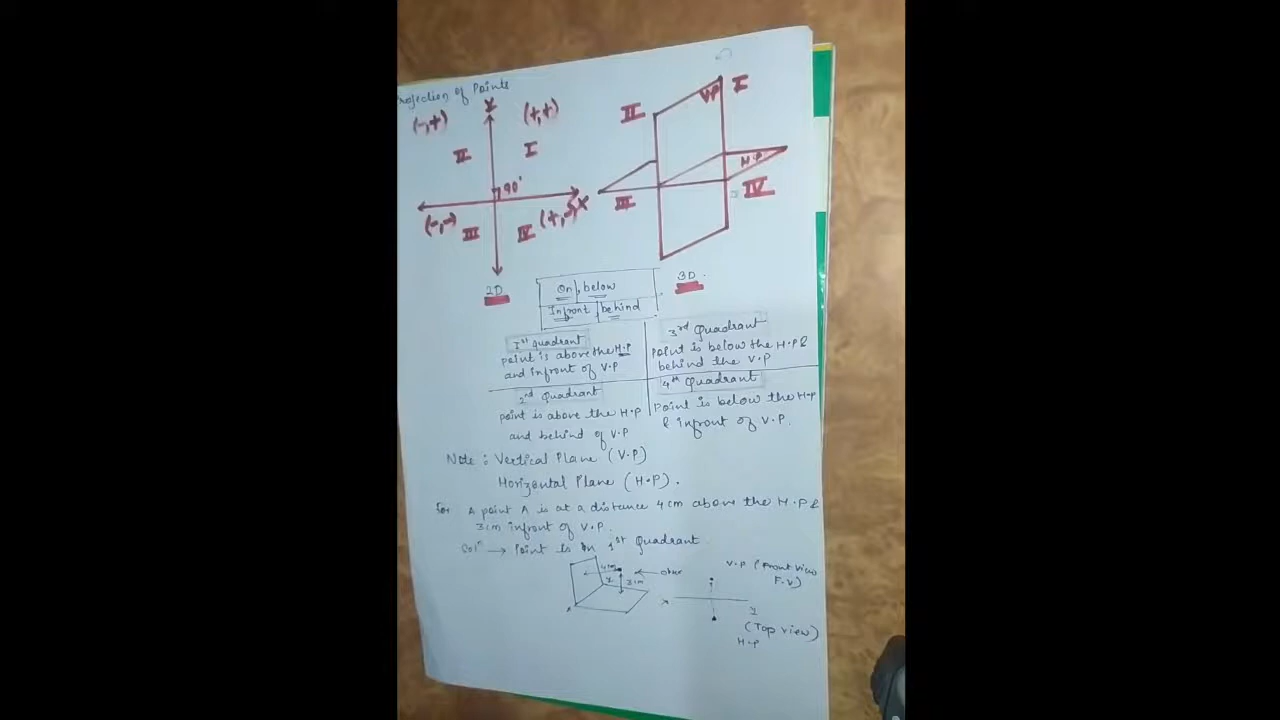 Projection of Points
Y
(-,+)
(+,+)
II
I
90°
X
(-,-)
(+,-)
III
IV
2D
VP
I
II
HP
III
IV
3D
On, below
Infront, behind
1st quadrant
point is above the H.P
and infront of V.P
3rd Quadrant
point is below the H.P &
behind the V.P
2nd Quadrant
point is above the H.P
and behind of V.P
4th Quadrant
Point is below the H.P
& infront of V.P.
Note : Vertical Plane (V.P)
Horizontal Plane (H.P).
For A point A is at a distance 4cm above the H.P &
3cm infront of V.P.
Soln → Point is in 1st Quadrant
4cm
X
3cm
V.P (Front view
F.V)
(Top view)
H.P